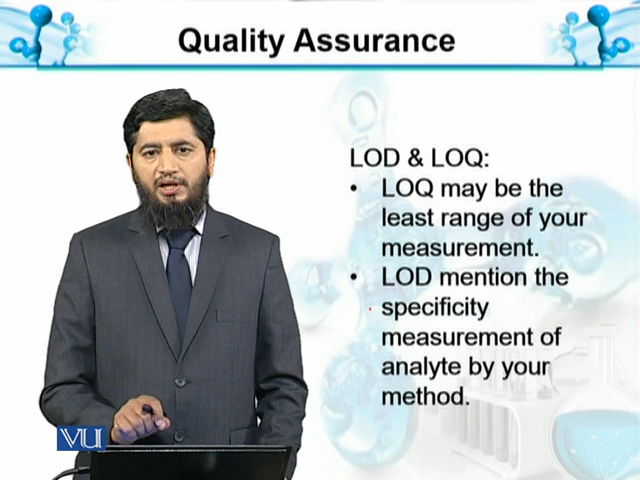 Quality Assurance
LOD & LOQ:
• LOQ may be the
least range of your
measurement.
• LOD mention the
specificity
measurement of
analyte by your
method.
VU